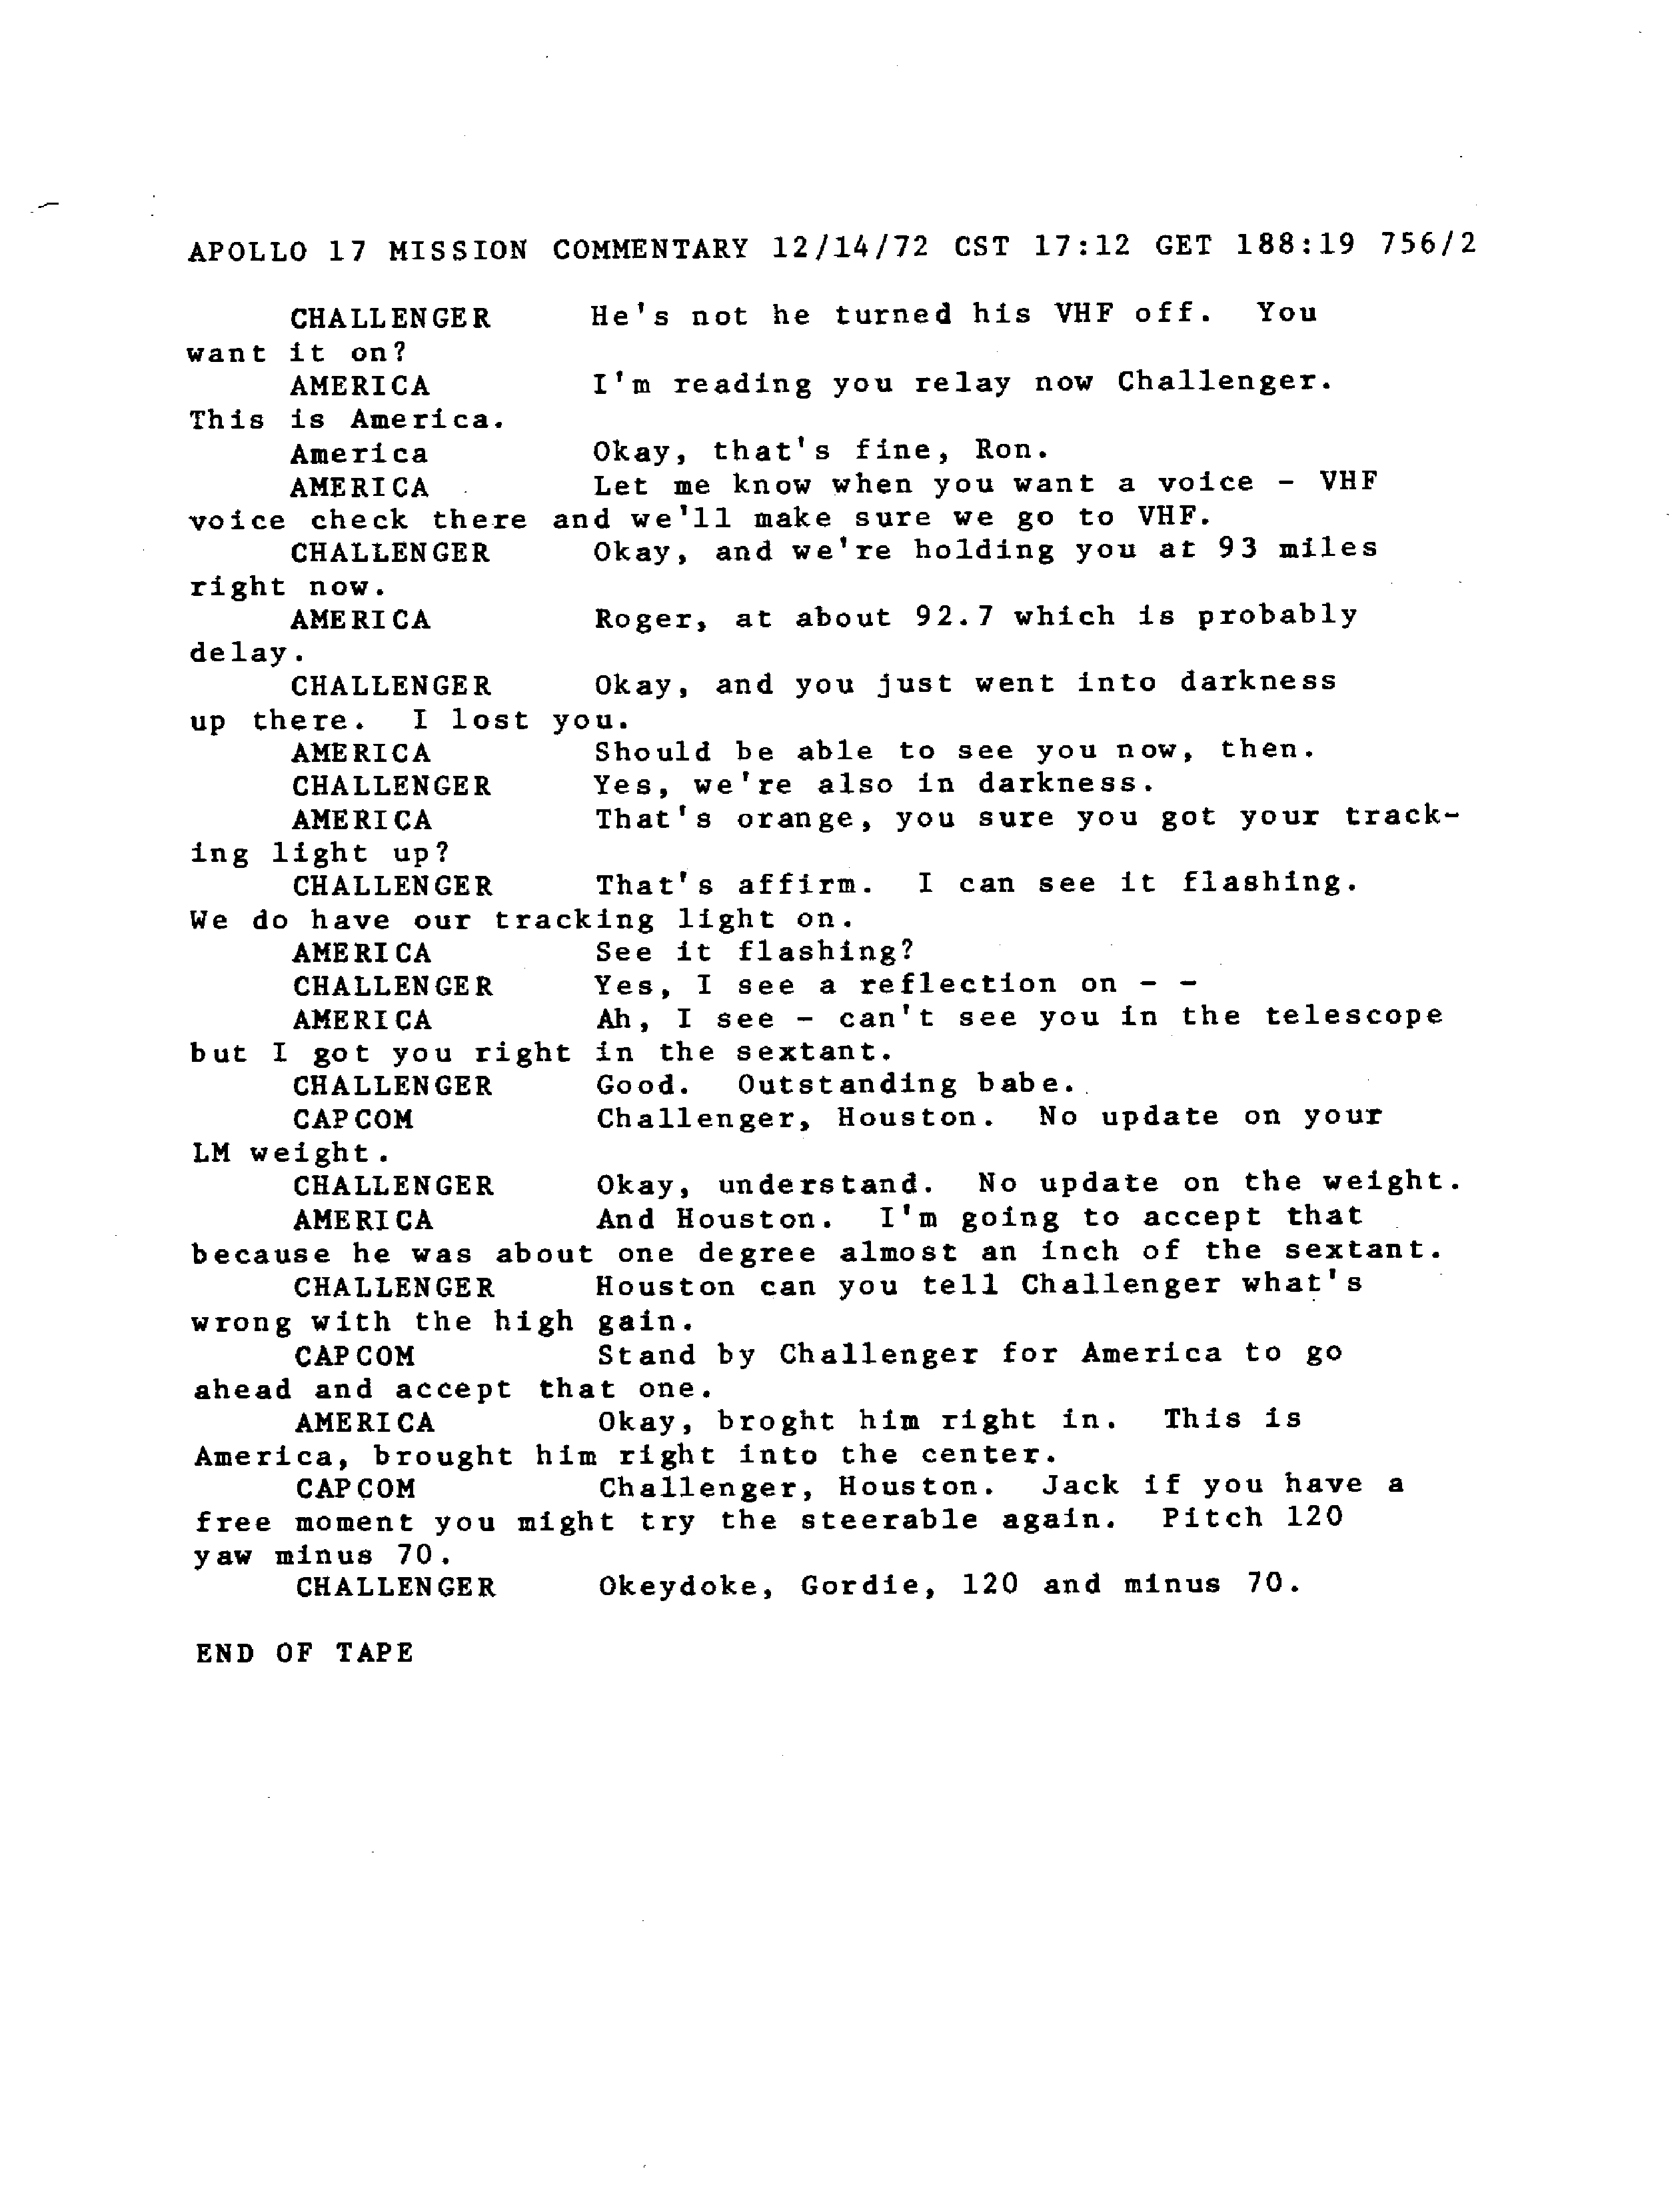 APOLLO 17 MISSION COMMENTARY 12/14/72 CST 17:12 GET 188:19 756/2
CHALLENGER He's not he turned his VHF off. You
want it on?
AMERICA I'm reading you relay now Challenger.
This is America.
America Okay, that's fine, Ron.
AMERICA Let me know when you want a voice - VHF
voice check there and we'll make sure we go to VHF.
CHALLENGER Okay, and we're holding you at 93 miles
right now.
AMERICA Roger, at about 92.7 which is probably
delay.
CHALLENGER Okay, and you just went into darkness
up there. I lost you.
AMERICA Should be able to see you now, then.
CHALLENGER Yes, we're also in darkness.
AMERICA That's orange, you sure you got your track-
ing light up?
CHALLENGER That's affirm. I can see it flashing.
We do have our tracking light on.
AMERICA See it flashing?
CHALLENGER Yes, I see a reflection on - -
AMERICA Ah, I see - can't see you in the telescope
but I got you right in the sextant.
CHALLENGER Good. Outstanding babe.
CAPCOM Challenger, Houston. No update on your
LM weight.
CHALLENGER Okay, understand. No update on the weight.
AMERICA And Houston. I'm going to accept that
because he was about one degree almost an inch of the sextant.
CHALLENGER Houston can you tell Challenger what's
wrong with the high gain.
CAPCOM Stand by Challenger for America to go
ahead and accept that one.
AMERICA Okay, broght him right in. This is
America, brought him right into the center.
CAPCOM Challenger, Houston. Jack if you have a
free moment you might try the steerable again. Pitch 120
yaw minus 70.
CHALLENGER Okeydoke, Gordie, 120 and minus 70.
END OF TAPE